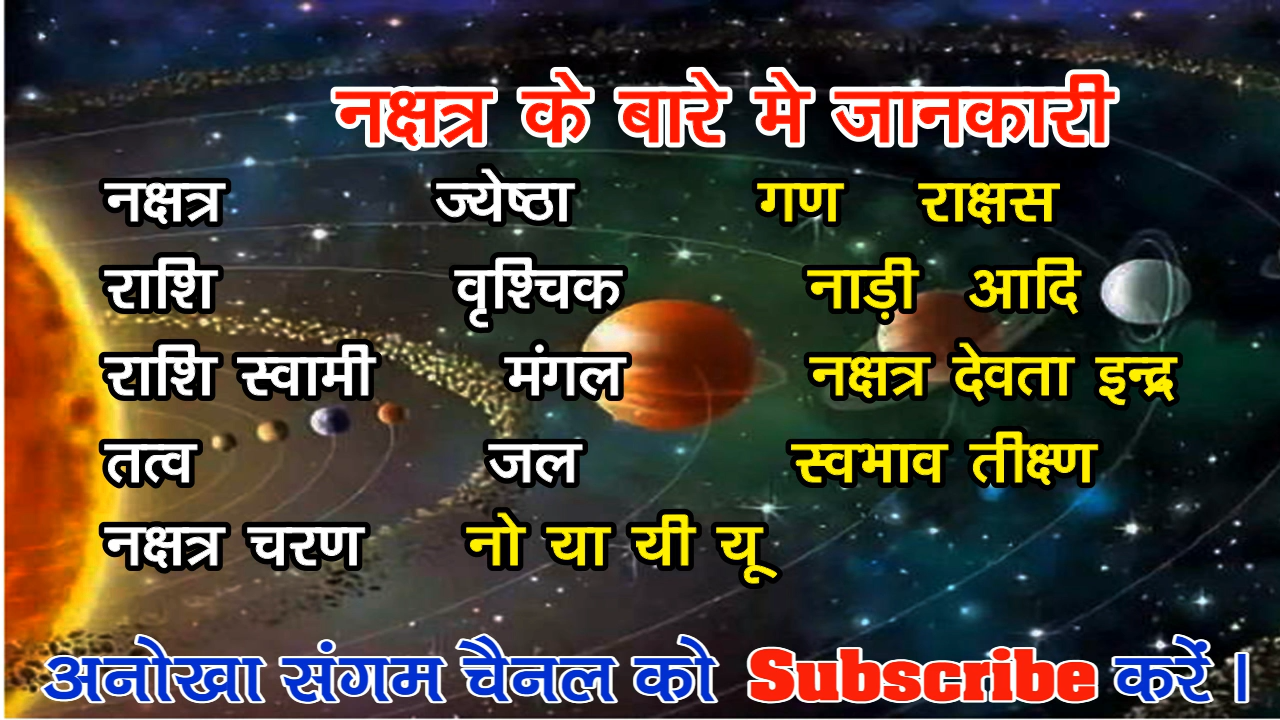 नक्षत्र के बारे मे जानकारी
नक्षत्र ज्येष्ठा गण राक्षस
राशि वृश्चिक नाड़ी आदि
राशि स्वामी मंगल नक्षत्र देवता इन्द्र
तत्व जल स्वभाव तीक्ष्ण
नक्षत्र चरण नो या यी यू
अनोखा संगम चैनल को Subscribe करें।